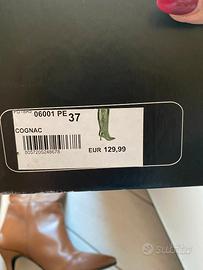 06001 PE 37
COGNAC
EUR 129,99
subito